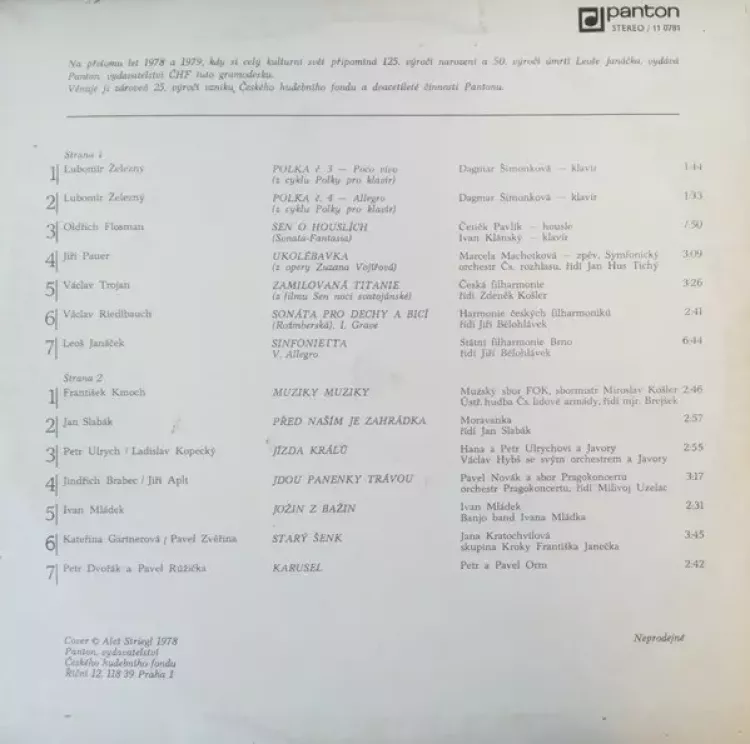 panton
STEREO / 11 0791
Na přelomu let 1978 a 1979, kdy si celý kulturní svět připomíná 125. výročí narození a 50. výročí úmrtí Leoše Janáčka, vydává
Panton, vydavatelství ČHF tuto gramodesku.
Věnuje ji zároveň 25. výročí vzniku Českého hudebního fondu a dvacetileté činnosti Pantonu.
Strana 1
1 Lubomír Železný POLKA č. 3 — Poco vivo Dagmar Šimonková — klavír 1:44
(z cyklu Polky pro klavír)
2 Lubomír Železný POLKA č. 4 — Allegro Dagmar Šimonková — klavír 1:33
(z cyklu Polky pro klavír)
3 Oldřich Flosman SEN O HOUSLÍCH Čeněk Pavlík — housle :50
(Sonata-Fantasia) Ivan Klánský — klavír
4 Jiří Pauer UKOLÉBAVKA Marcela Machotková — zpěv, Symfonický 3:09
(z opery Zuzana Vojířová) orchestr Čs. rozhlasu, řídí Jan Hus Tichý
5 Václav Trojan ZAMILOVANÁ TITANIE Česká filharmonie 3:26
(z filmu Sen noci svatojánské) řídí Zdeněk Košler
6 Václav Riedlbauch SONÁTA PRO DECHY A BICÍ Harmonie českých filharmoniků 2:41
(Rožmberská), I. Grave řídí Jiří Bělohlávek
7 Leoš Janáček SINFONIETTA Státní filharmonie Brno 6:44
V. Allegro řídí Jiří Bělohlávek
Strana 2
1 František Kmoch MUZIKY MUZIKY Mužský sbor FOK, sbormistr Miroslav Košler 2:46
Ústř. hudba Čs. lidové armády, řídí mjr. Brejšek
2 Jan Slabák PŘED NAŠÍM JE ZAHRÁDKA Moravanka 2:57
řídí Jan Slabák
3 Petr Ulrych / Ladislav Kopecký JÍZDA KRÁLŮ Hana a Petr Ulrychovi a Javory 2:55
Václav Hybš se svým orchestrem a Javory
4 Jindřich Brabec / Jiří Aplt JDOU PANENKY TRÁVOU Pavel Novák a sbor Pragokoncertu 3:17
orchestr Pragokoncertu, řídí Milivoj Uzelac
5 Ivan Mládek JOŽIN Z BAŽIN Ivan Mládek 2:31
Banjo band Ivana Mládka
6 Kateřina Gärtnerová / Pavel Zvěřina STARÝ ŠENK Jana Kratochvílová 3:45
skupina Kroky Františka Janečka
7 Petr Dvořák a Pavel Růžička KARUSEL Petr a Pavel Orm 2:42
Cover © Aleš Striegl 1978
Panton, vydavatelství
Českého hudebního fondu
Říční 12, 118 39 Praha 1
Neprodejné